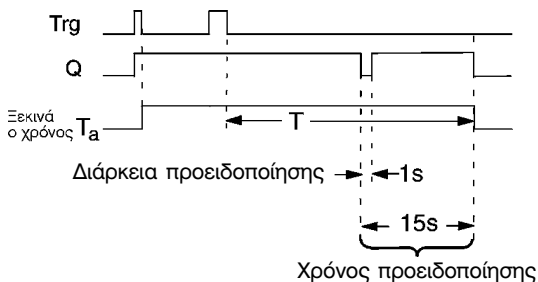 Trg
Q
Ξεκινά
ο χρόνος Ta
T
Διάρκεια προειδοποίησης
1s
15s
Χρόνος προειδοποίησης